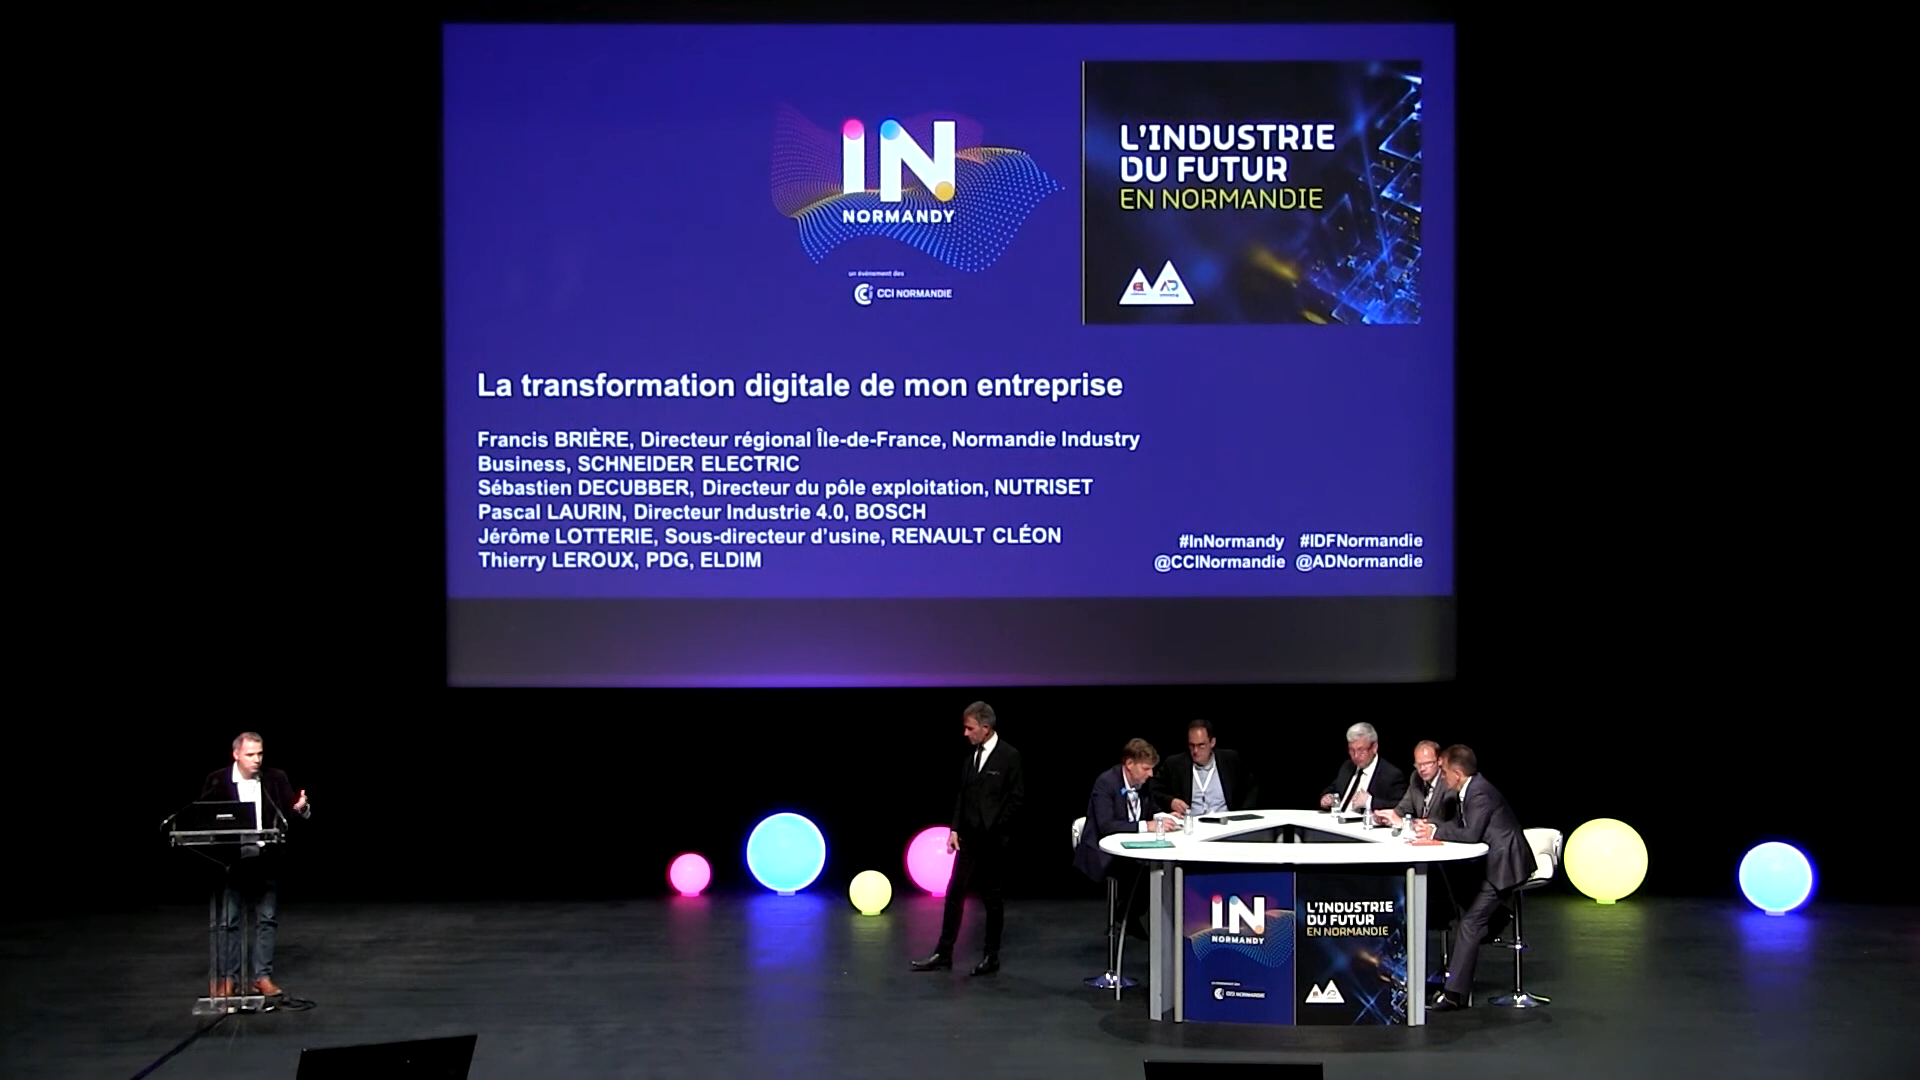 IN
NORMANDY
un événement des
CCI NORMANDIE
L'INDUSTRIE
DU FUTUR
EN NORMANDIE
AD
La transformation digitale de mon entreprise
Francis BRIÈRE, Directeur régional Île-de-France, Normandie Industry
Business, SCHNEIDER ELECTRIC
Sébastien DECUBBER, Directeur du pôle exploitation, NUTRISET
Pascal LAURIN, Directeur Industrie 4.0, BOSCH
Jérôme LOTTERIE, Sous-directeur d'usine, RENAULT CLÉON
Thierry LEROUX, PDG, ELDIM
#InNormandy #IDFNormandie
@CCINormandie @ADNormandie
IN
NORMANDY
CCI NORMANDIE
L'INDUSTRIE
DU FUTUR
EN NORMANDIE